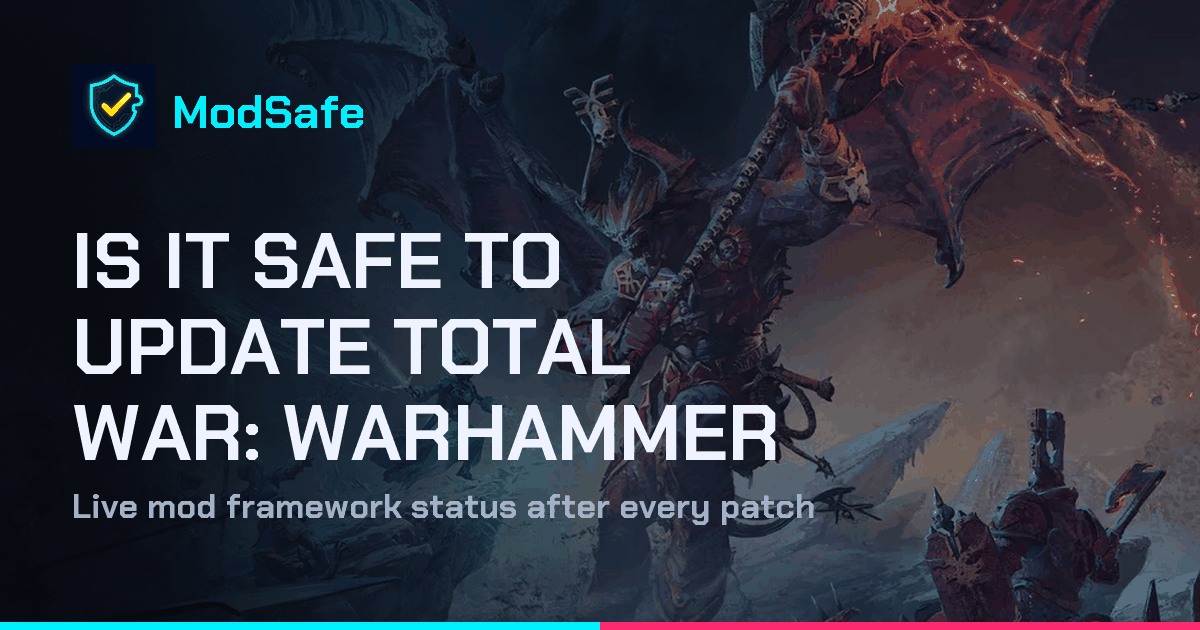 ModSafe
IS IT SAFE TO
UPDATE TOTAL
WAR: WARHAMMER
Live mod framework status after every patch